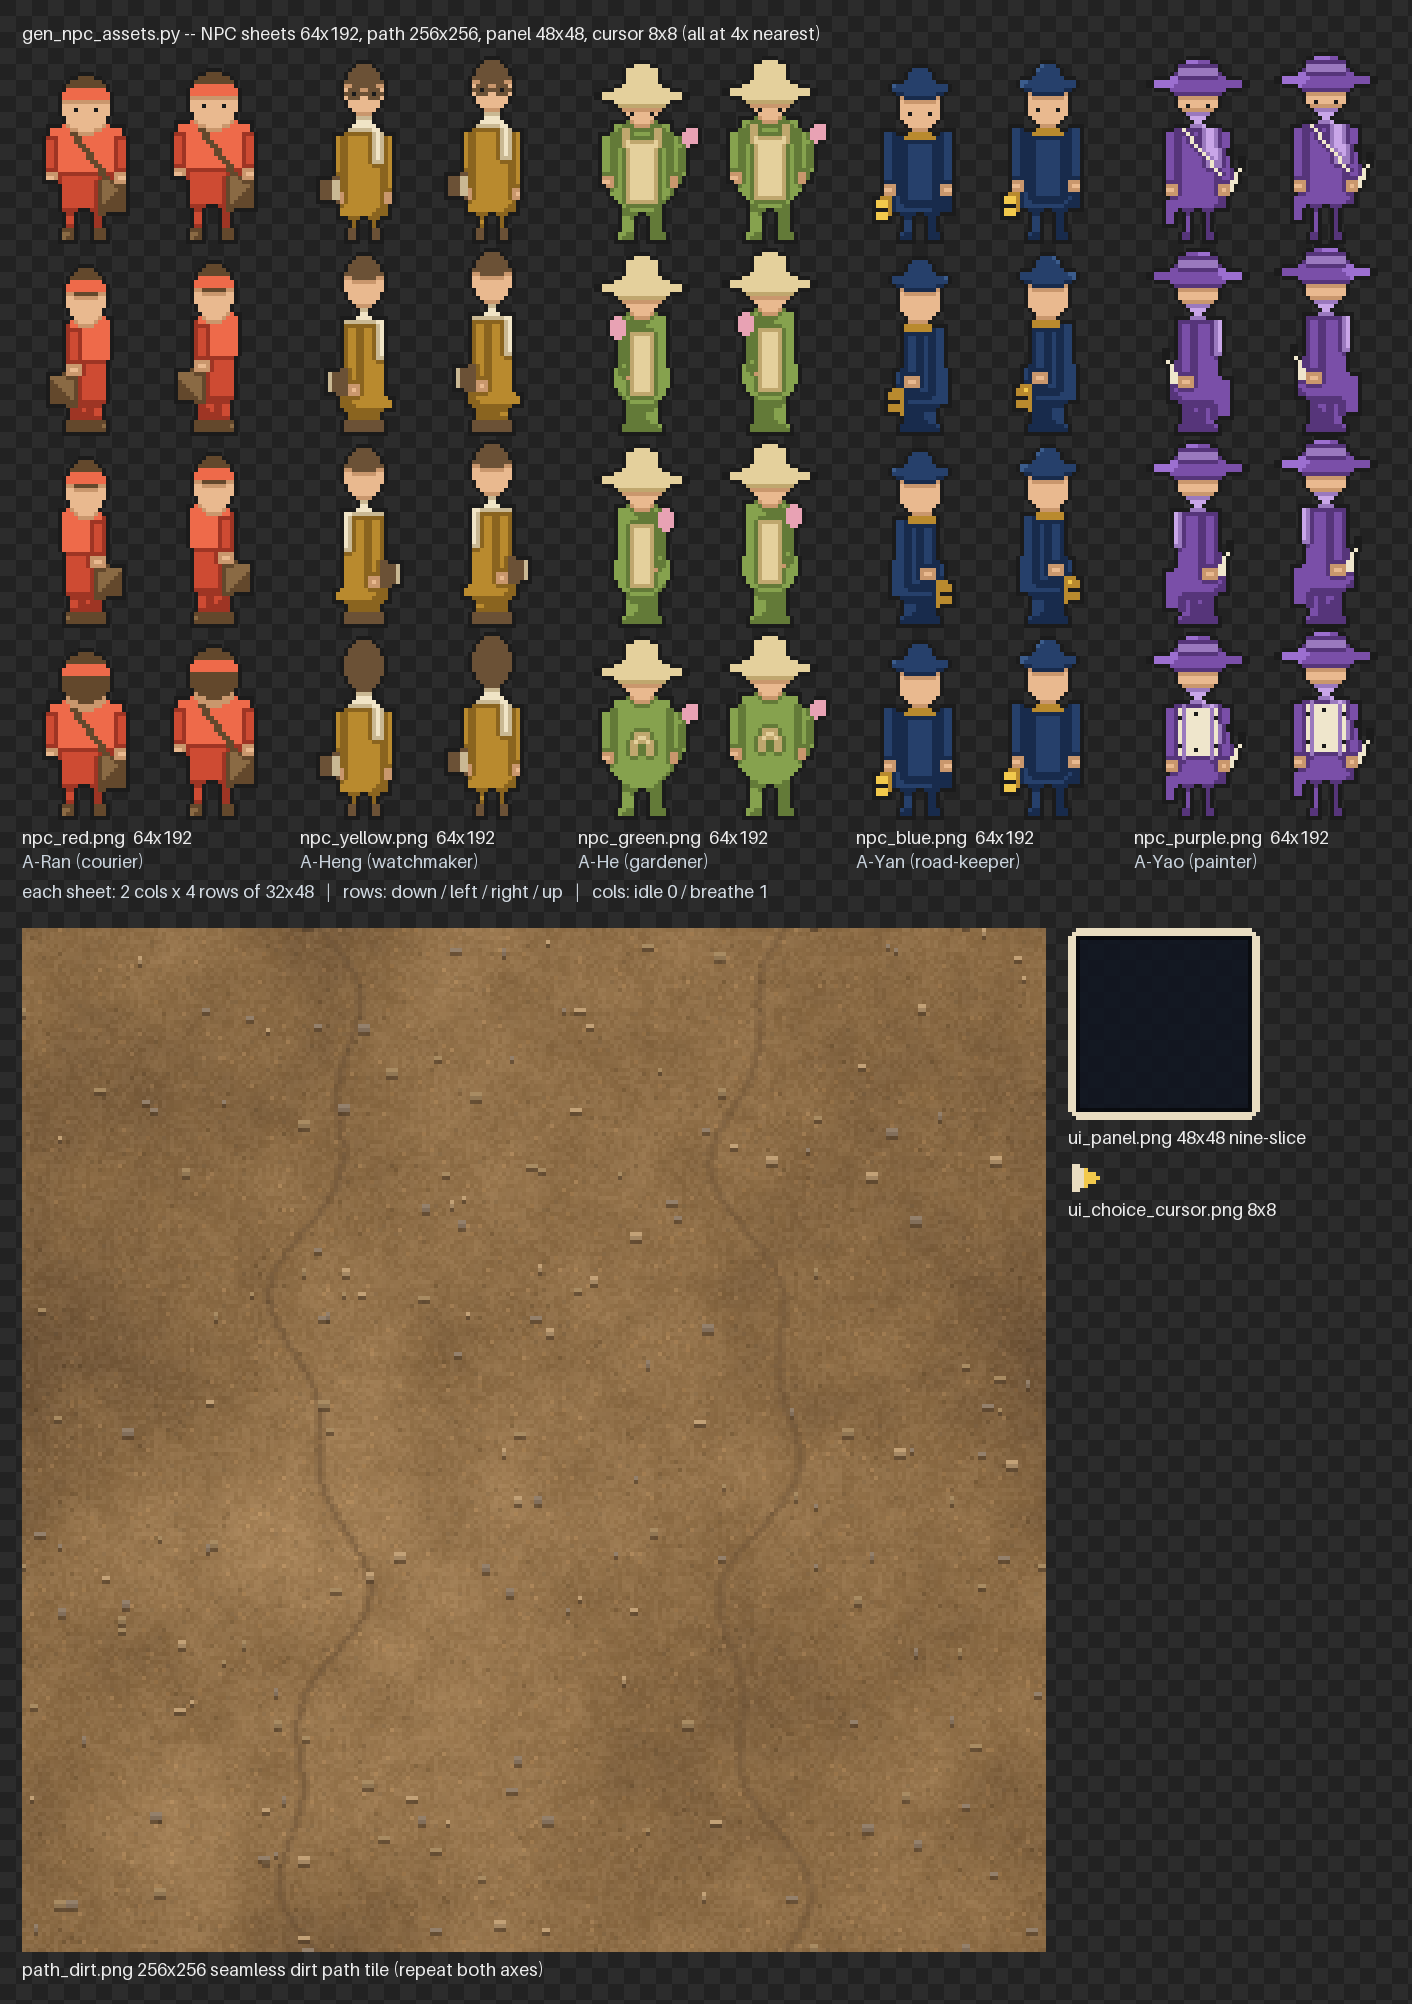 gen_npc_assets.py -- NPC sheets 64x192, path 256x256, panel 48x48, cursor 8x8 (all at 4x nearest)
npc_red.png 64x192
A-Ran (courier)
npc_yellow.png 64x192
A-Heng (watchmaker)
npc_green.png 64x192
A-He (gardener)
npc_blue.png 64x192
A-Yan (road-keeper)
npc_purple.png 64x192
A-Yao (painter)
each sheet: 2 cols x 4 rows of 32x48 | rows: down / left / right / up | cols: idle 0 / breathe 1
ui_panel.png 48x48 nine-slice
ui_choice_cursor.png 8x8
path_dirt.png 256x256 seamless dirt path tile (repeat both axes)